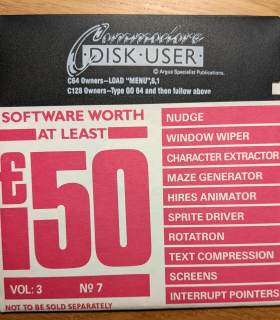 Commodore
DISK·USER
© Argus Specialist Publications.
C64 Owners—LOAD "MENU",8,1
C128 Owners—Type GO 64 and then follow above
SOFTWARE WORTH
AT LEAST
£150
VOL: 3 Nº 7
NOT TO BE SOLD SEPARATELY
NUDGE
WINDOW WIPER
CHARACTER EXTRACTOR
MAZE GENERATOR
HIRES ANIMATOR
SPRITE DRIVER
ROTATRON
TEXT COMPRESSION
SCREENS
INTERRUPT POINTERS